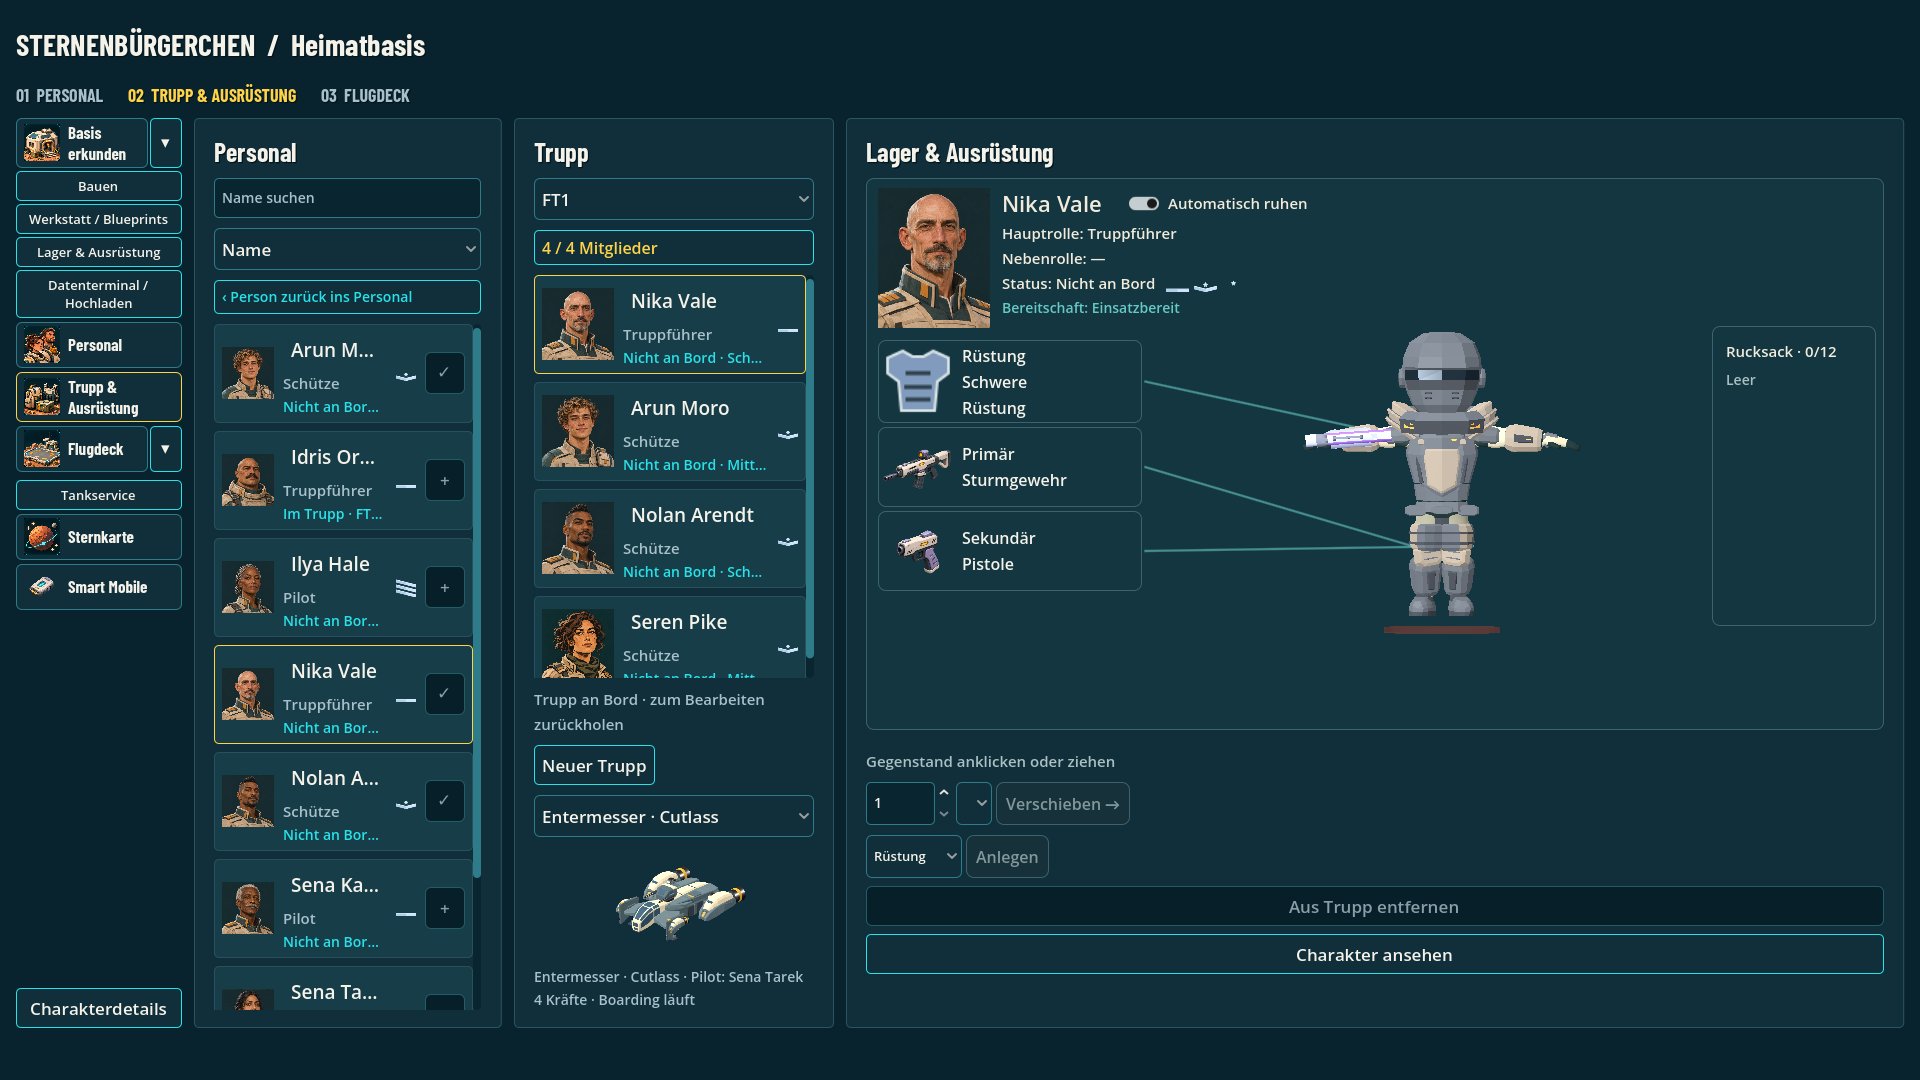 STERNENBÜRGERCHEN / Heimatbasis
01 PERSONAL
02 TRUPP & AUSRÜSTUNG
03 FLUGDECK
Basis
erkunden
▼
Bauen
Werkstatt / Blueprints
Lager & Ausrüstung
Datenterminal /
Hochladen
Personal
Trupp &
Ausrüstung
Flugdeck
▼
Tankservice
Sternkarte
Smart Mobile
Charakterdetails
Personal
Name suchen
Name
‹ Person zurück ins Personal
Arun M...
Schütze
Nicht an Bor...
✓
Idris Or...
Truppführer
Im Trupp · FT...
+
Ilya Hale
Pilot
Nicht an Bor...
+
Nika Vale
Truppführer
Nicht an Bor...
✓
Nolan A...
Schütze
Nicht an Bor...
✓
Sena Ka...
Pilot
Nicht an Bor...
+
Sena Ta...
Trupp
FT1
4 / 4 Mitglieder
Nika Vale
Truppführer
Nicht an Bord · Sch...
Arun Moro
Schütze
Nicht an Bord · Mitt...
Nolan Arendt
Schütze
Nicht an Bord · Sch...
Seren Pike
Schütze
Nicht an Bord · Mitt...
Trupp an Bord · zum Bearbeiten
zurückholen
Neuer Trupp
Entermesser · Cutlass
Entermesser · Cutlass · Pilot: Sena Tarek
4 Kräfte · Boarding läuft
Lager & Ausrüstung
Nika Vale
Automatisch ruhen
Hauptrolle: Truppführer
Nebenrolle: —
Status: Nicht an Bord
Bereitschaft: Einsatzbereit
Rüstung
Schwere
Rüstung
Primär
Sturmgewehr
Sekundär
Pistole
Rucksack · 0/12
Leer
Gegenstand anklicken oder ziehen
1
Verschieben →
Rüstung
Anlegen
Aus Trupp entfernen
Charakter ansehen